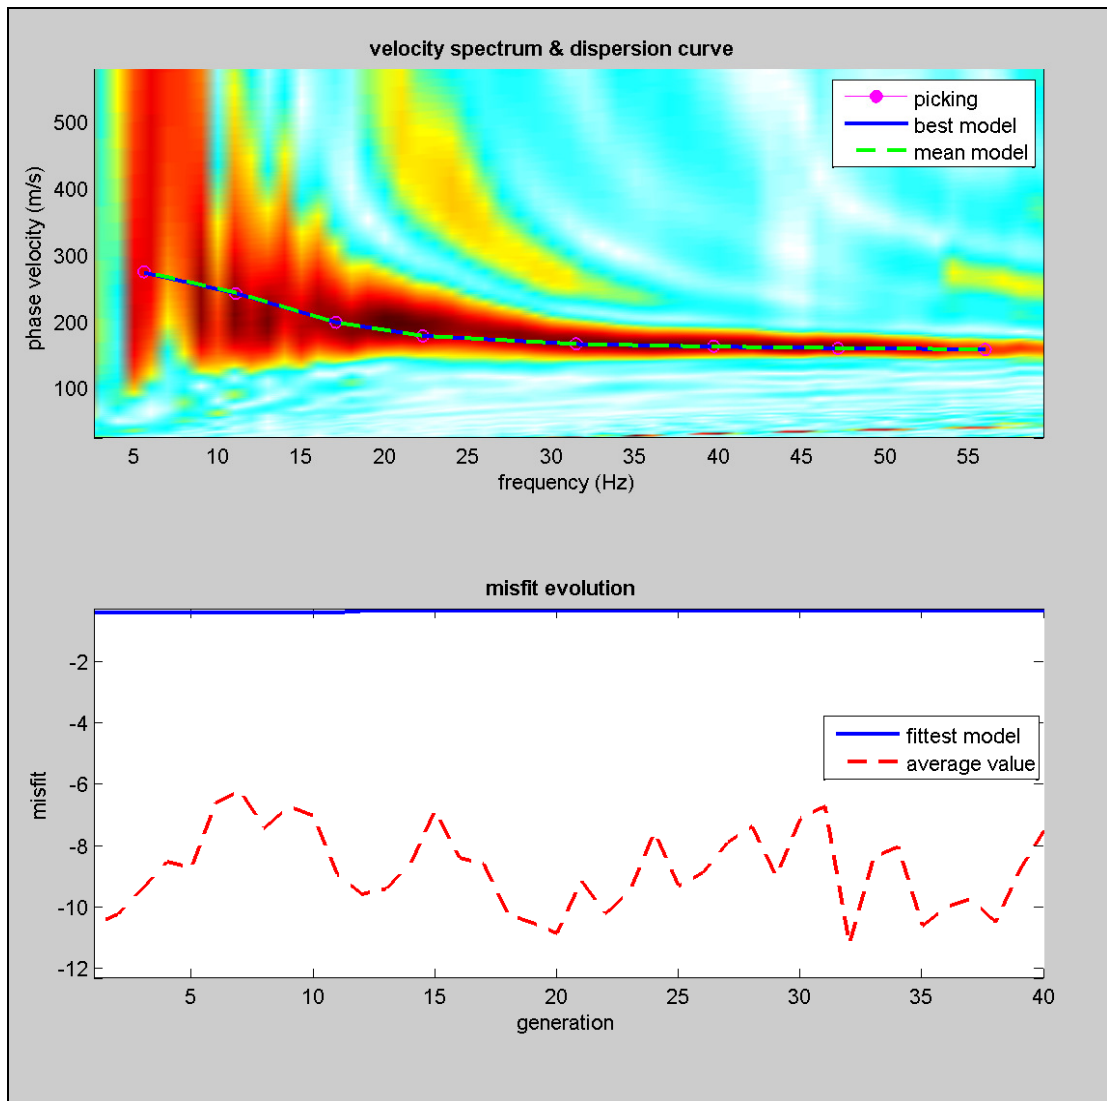 velocity spectrum & dispersion curve
phase velocity (m/s)
500
400
300
200
100
picking
best model
mean model
5 10 15 20 25 30 35 40 45 50 55
frequency (Hz)
misfit evolution
misfit
-2
-4
-6
-8
-10
-12
fittest model
average value
5 10 15 20 25 30 35 40
generation